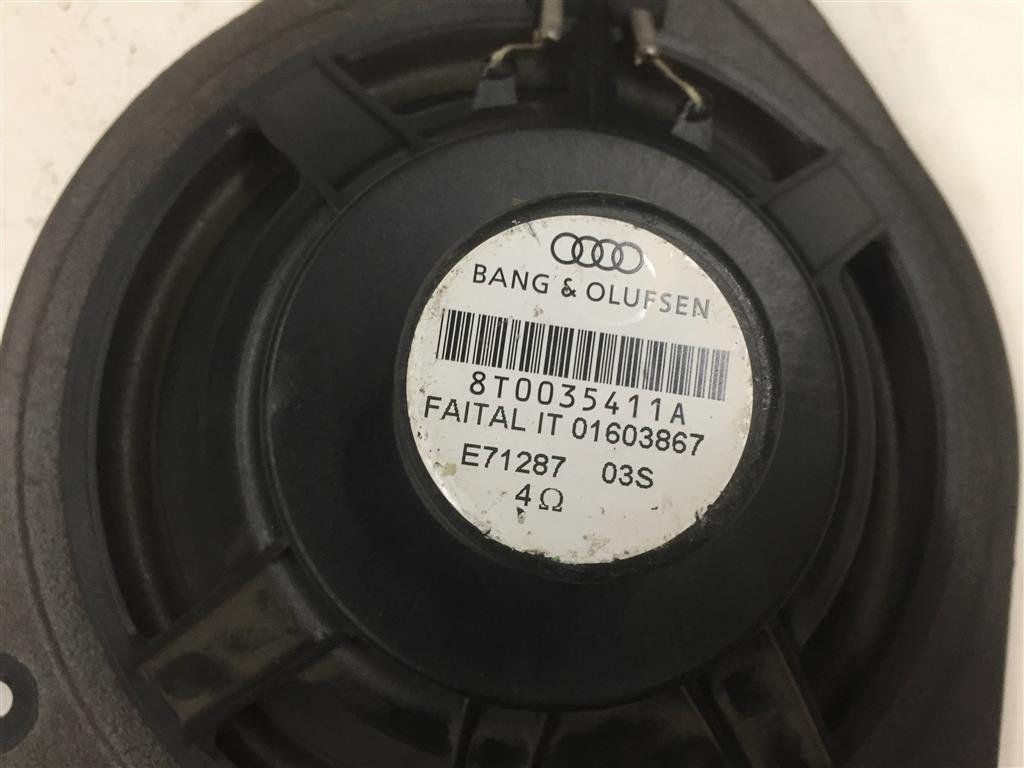 BANG & OLUFSEN
8T0035411A
FAITAL IT 01603867
E71287 03S
4Ω